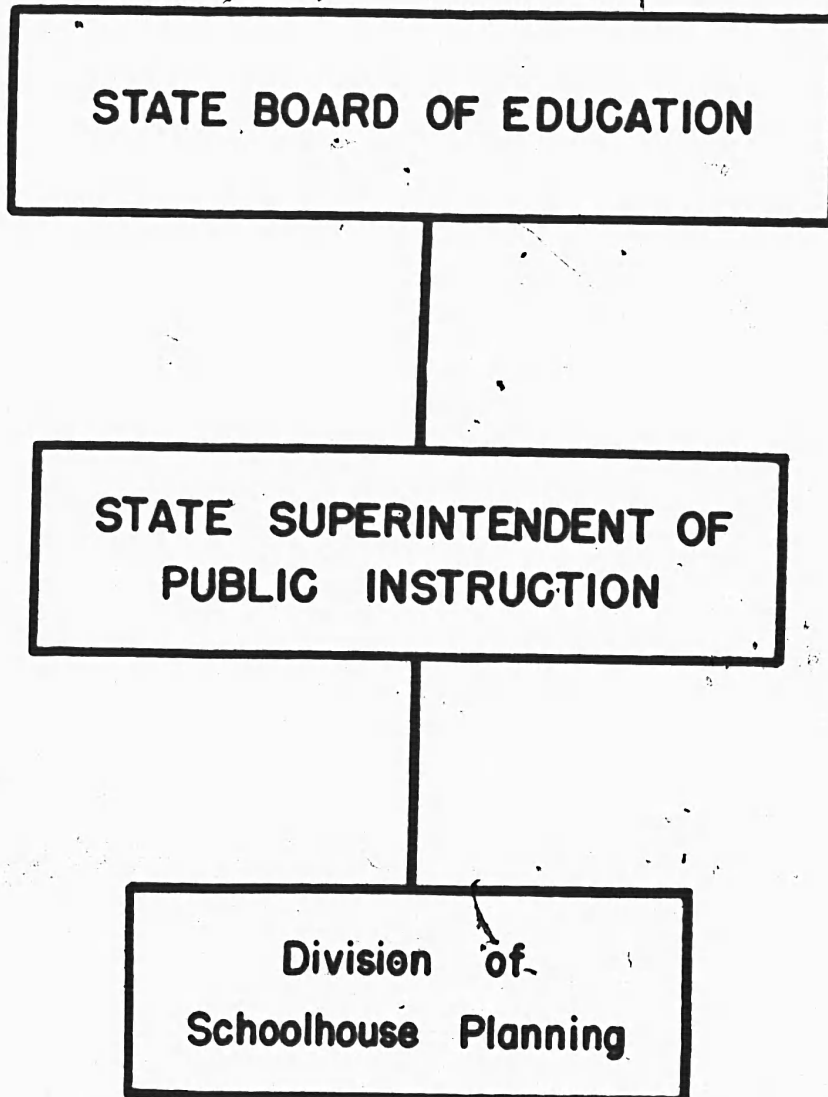 STATE BOARD OF EDUCATION
STATE SUPERINTENDENT OF
PUBLIC INSTRUCTION
Division of
Schoolhouse Planning